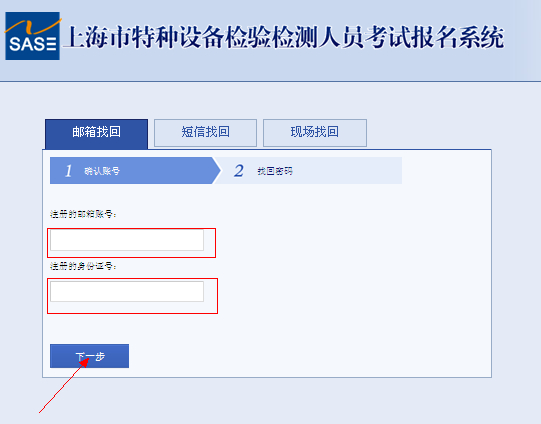 SASE 上海市特种设备检验检测人员考试报名系统
邮箱找回 短信找回 现场找回
1 确认账号 2 找回密码
注册的邮箱账号：
注册的身份证号：
下一步